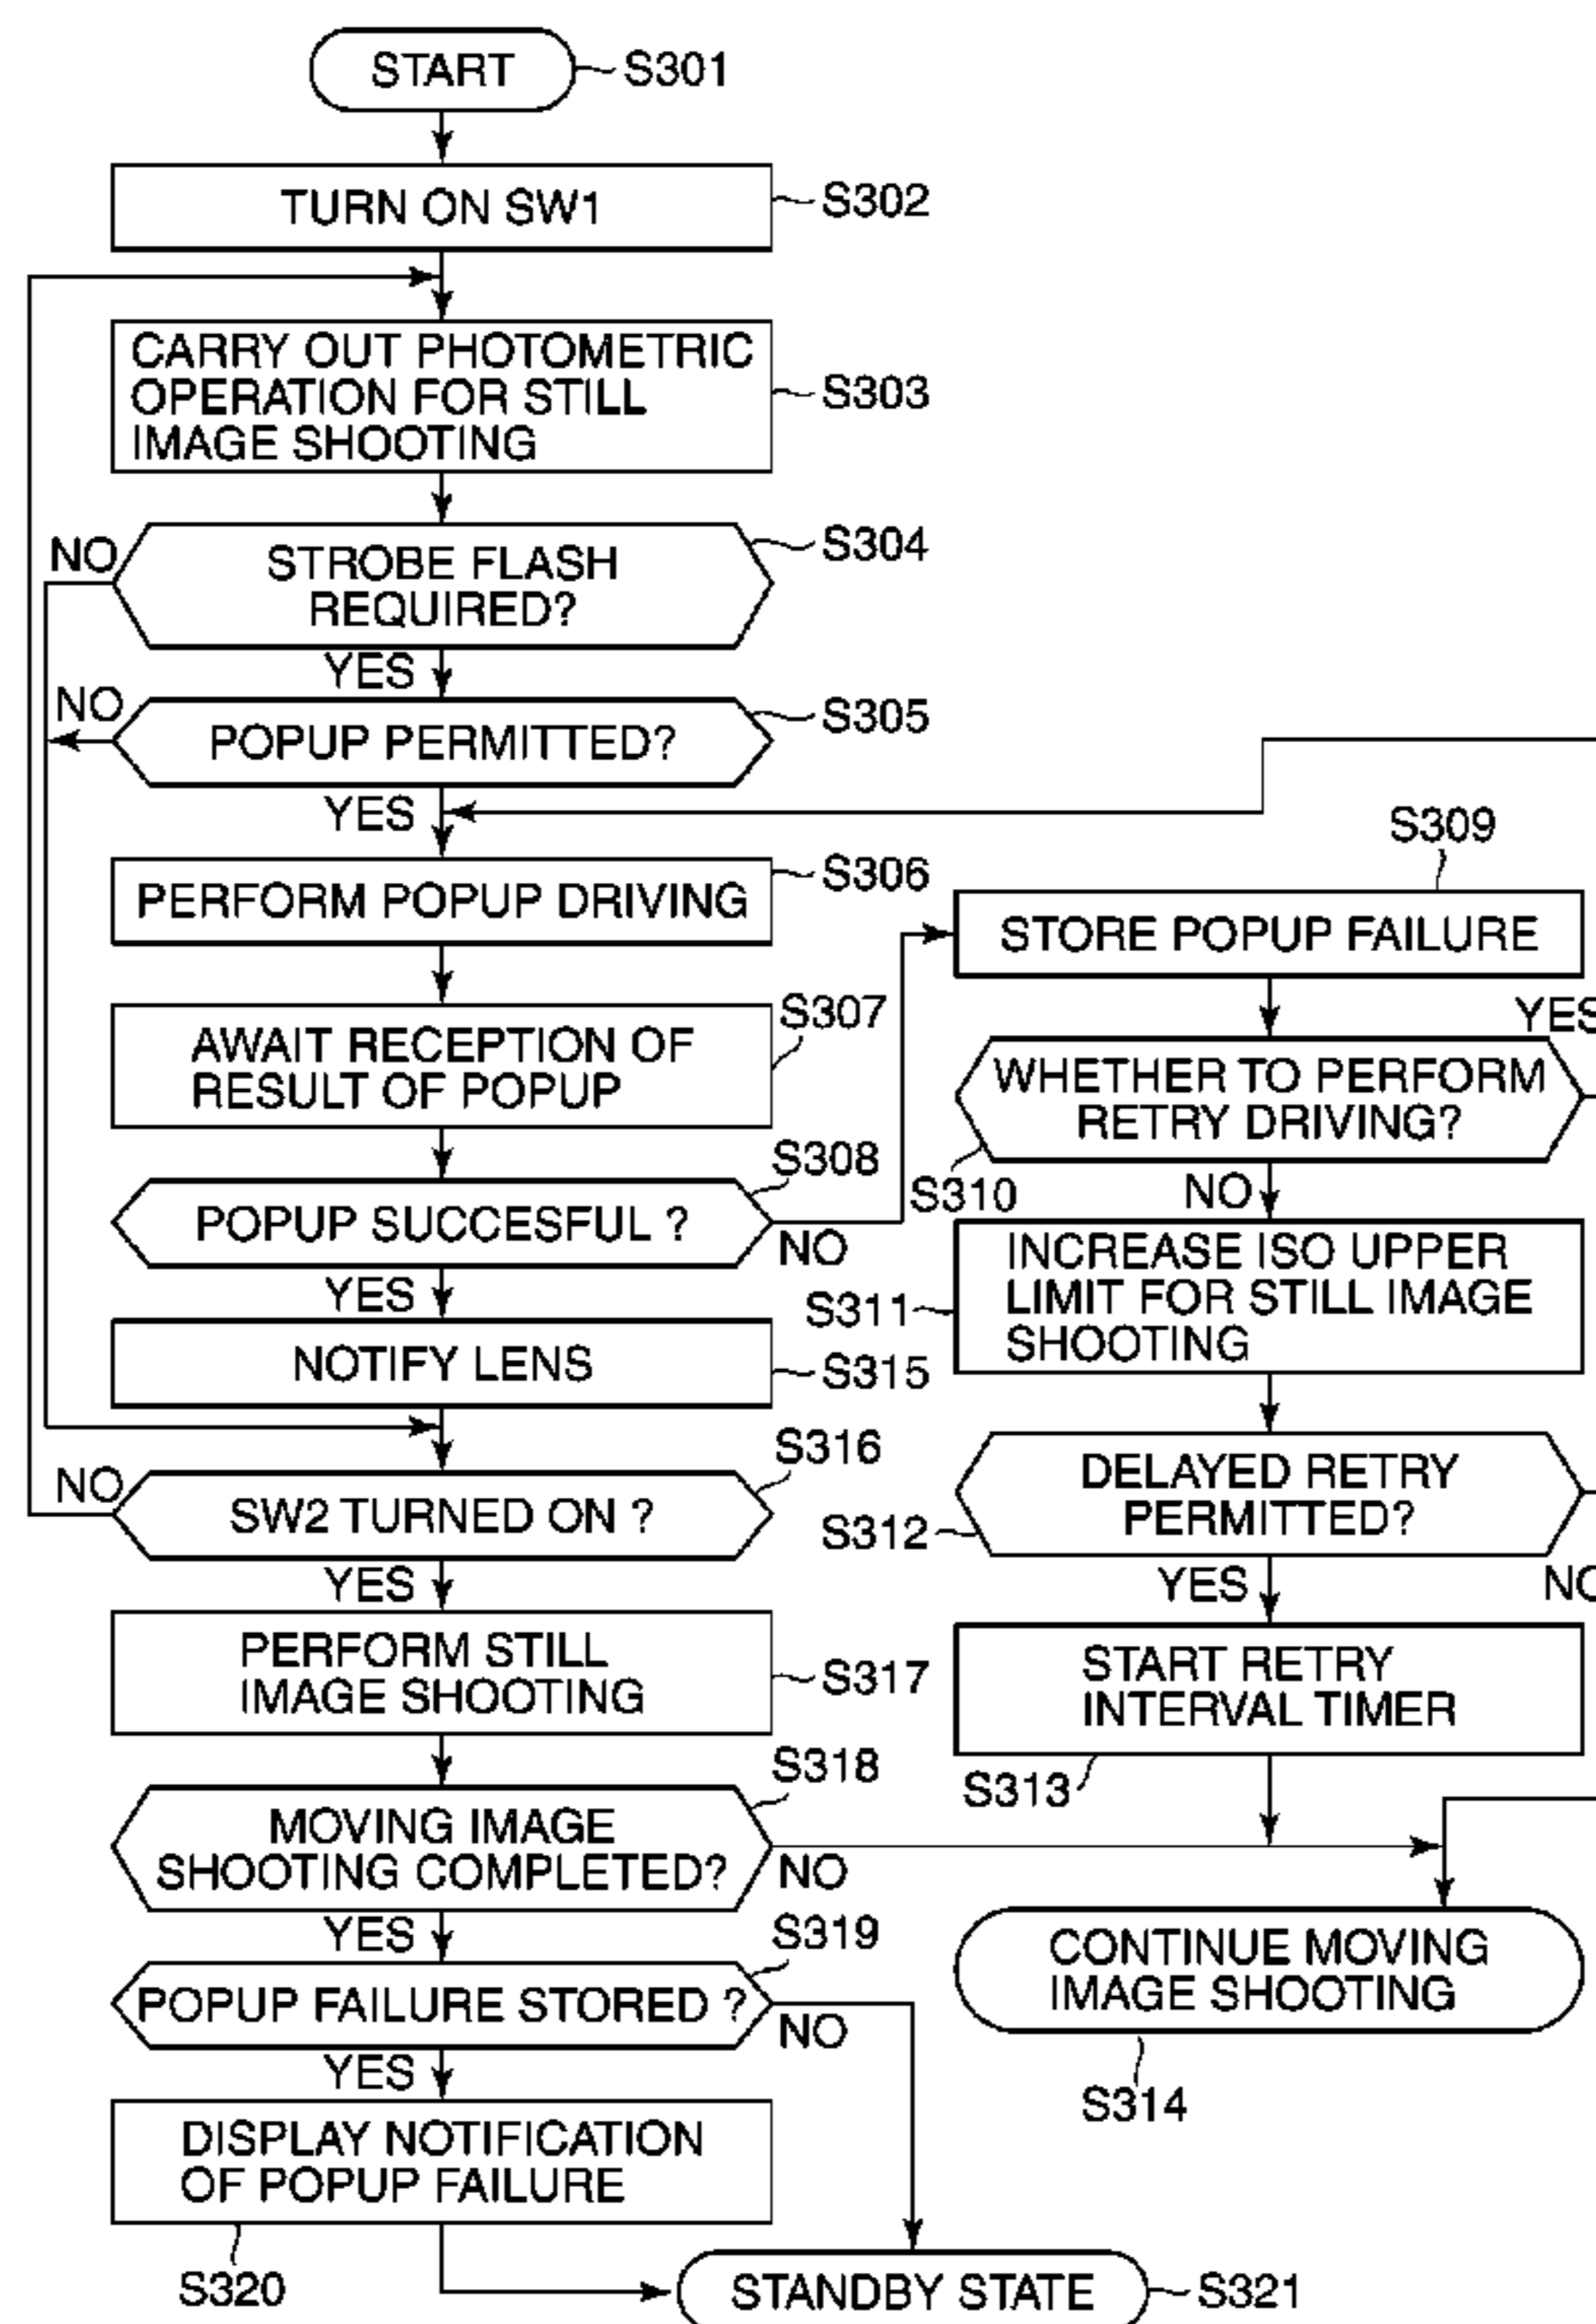 START
S301
TURN ON SW1
S302
CARRY OUT PHOTOMETRIC
OPERATION FOR STILL
IMAGE SHOOTING
S303
NO
STROBE FLASH
REQUIRED?
S304
YES
NO
POPUP PERMITTED?
S305
YES
PERFORM POPUP DRIVING
S306
AWAIT RECEPTION OF
RESULT OF POPUP
S307
POPUP SUCCESFUL ?
S308
NO
YES
S309
STORE POPUP FAILURE
YES
WHETHER TO PERFORM
RETRY DRIVING?
S310
NO
INCREASE ISO UPPER
LIMIT FOR STILL IMAGE
SHOOTING
S311
DELAYED RETRY
PERMITTED?
S312
YES
NO
START RETRY
INTERVAL TIMER
S313
CONTINUE MOVING
IMAGE SHOOTING
S314
NOTIFY LENS
S315
NO
SW2 TURNED ON ?
S316
YES
PERFORM STILL
IMAGE SHOOTING
S317
MOVING IMAGE
SHOOTING COMPLETED?
S318
NO
YES
POPUP FAILURE STORED ?
S319
NO
YES
DISPLAY NOTIFICATION
OF POPUP FAILURE
S320
STANDBY STATE
S321